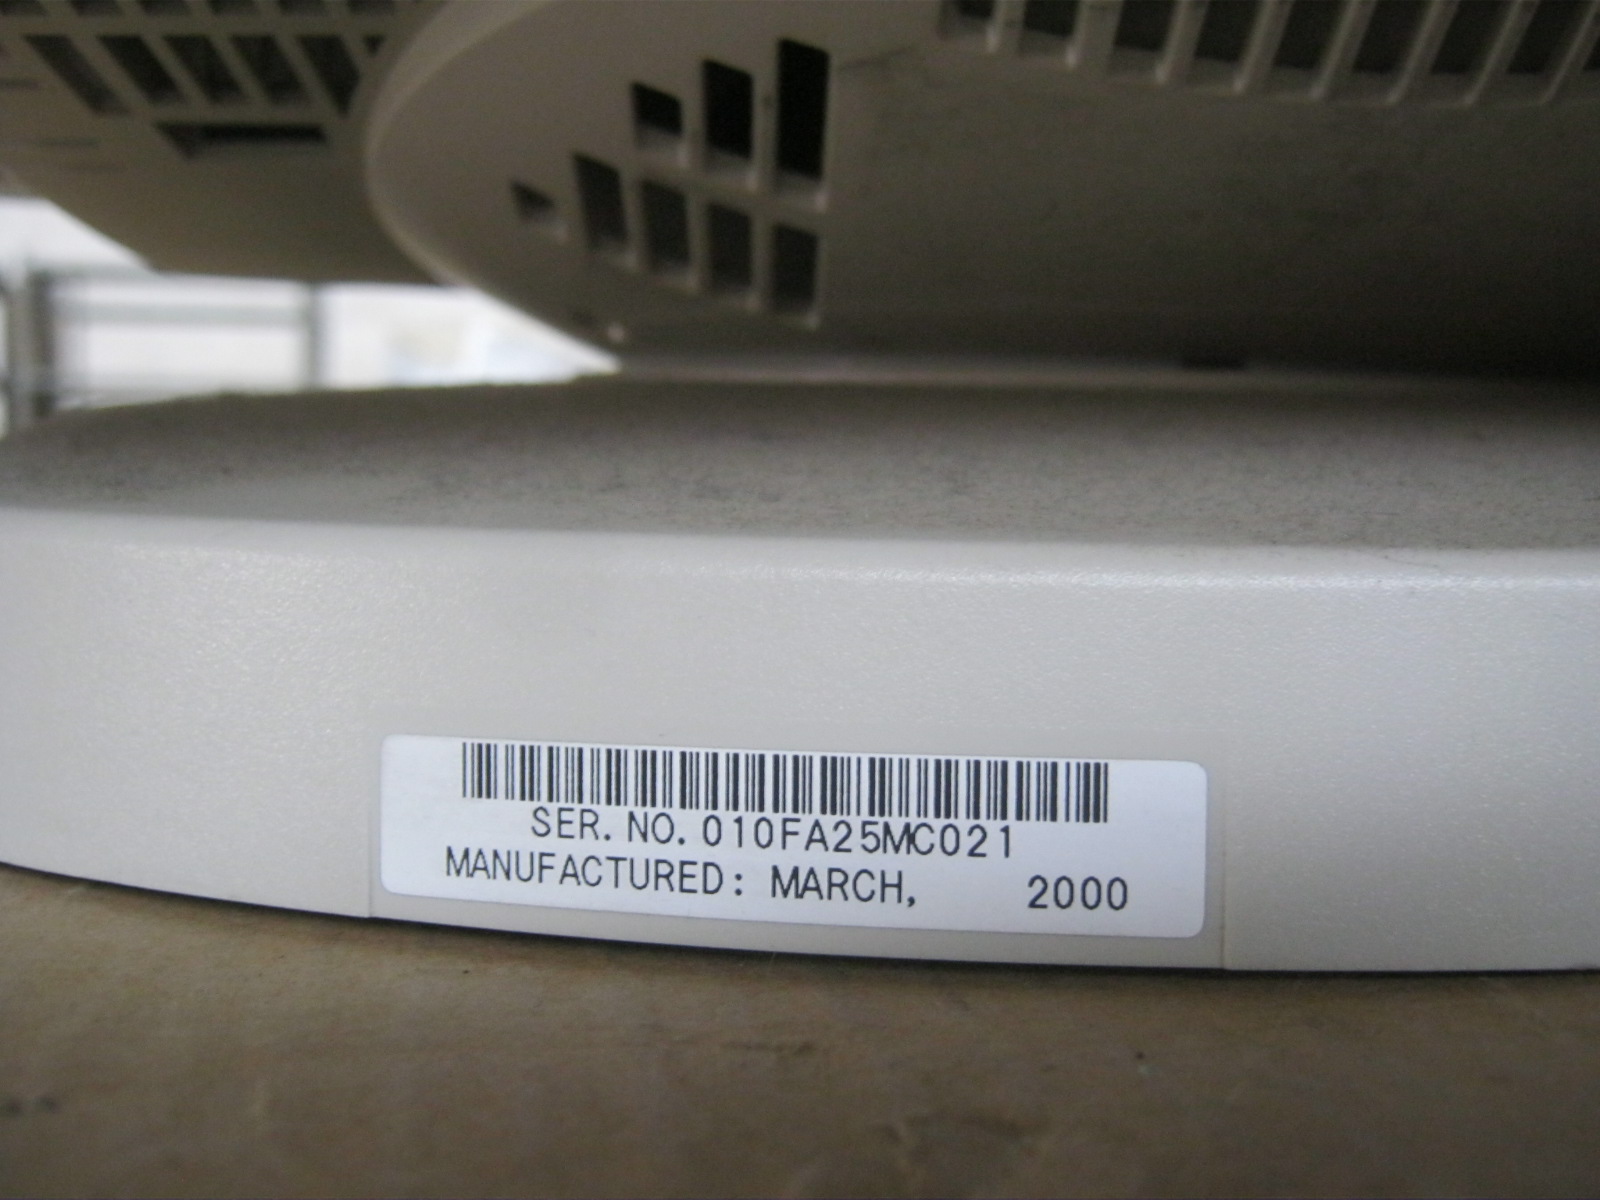 SER. NO. 010FA25MC021
MANUFACTURED: MARCH, 2000